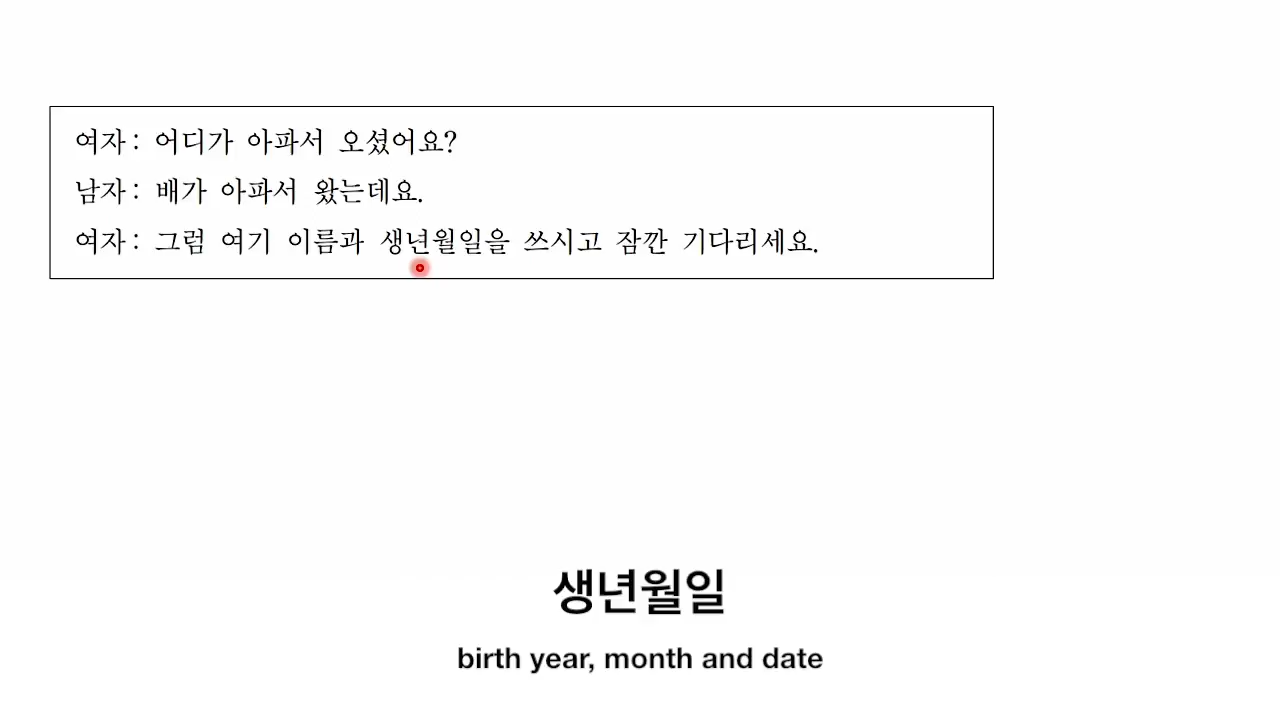 여자: 어디가 아파서 오셨어요?
남자: 배가 아파서 왔는데요.
여자: 그럼 여기 이름과 생년월일을 쓰시고 잠깐 기다리세요.
생년월일
birth year, month and date